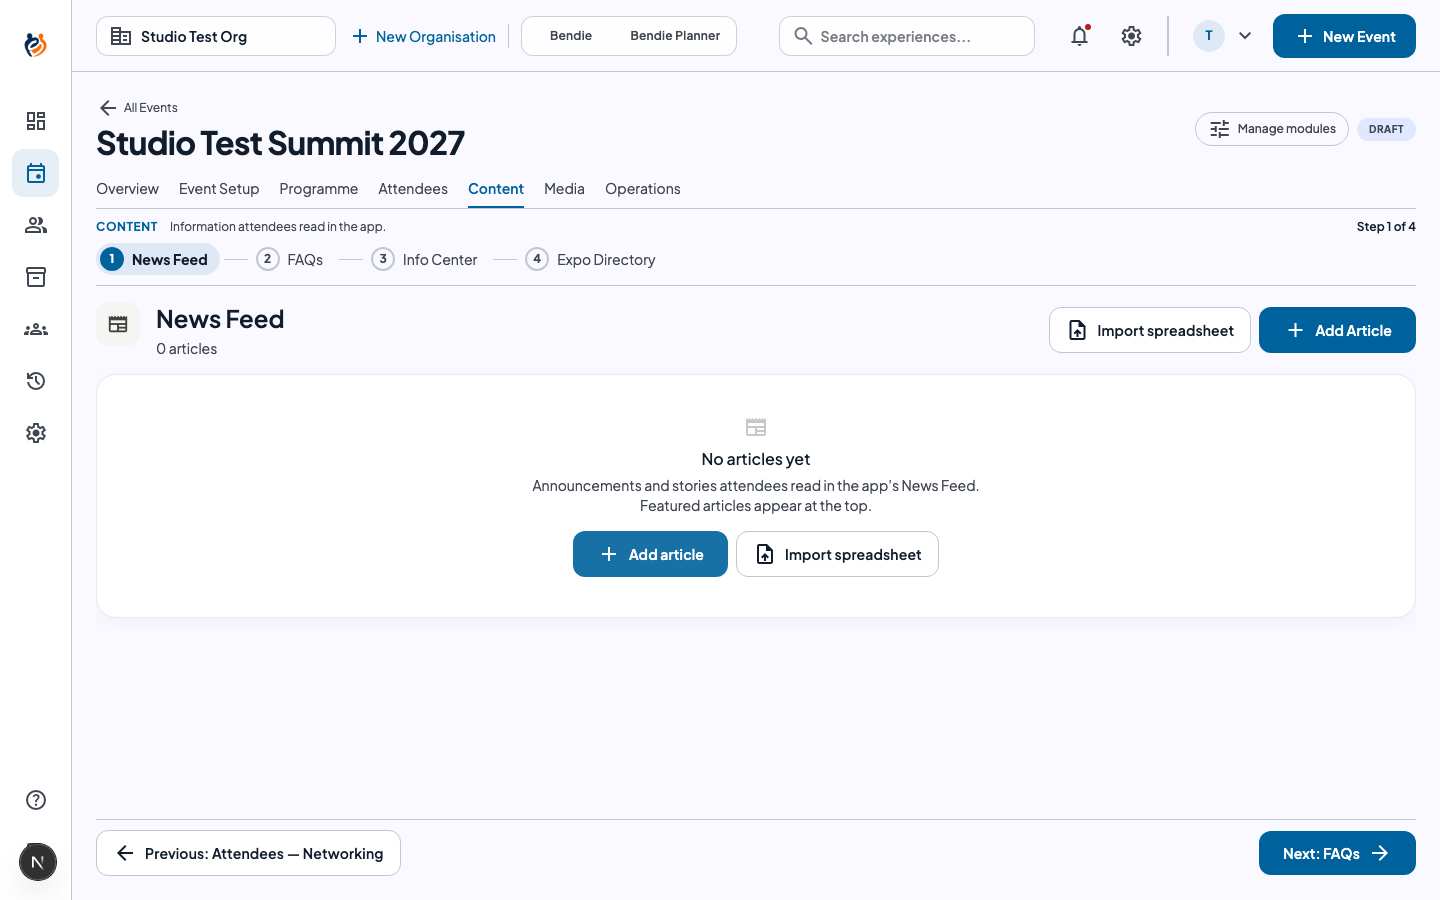 Studio Test Org
New Organisation
Bendie
Bendie Planner
Search experiences...
T
New Event
All Events
Studio Test Summit 2027
Manage modules
DRAFT
Overview
Event Setup
Programme
Attendees
Content
Media
Operations
CONTENT
Information attendees read in the app.
Step 1 of 4
1
News Feed
2
FAQs
3
Info Center
4
Expo Directory
News Feed
0 articles
Import spreadsheet
Add Article
No articles yet
Announcements and stories attendees read in the app's News Feed.
Featured articles appear at the top.
Add article
Import spreadsheet
N
Previous: Attendees — Networking
Next: FAQs